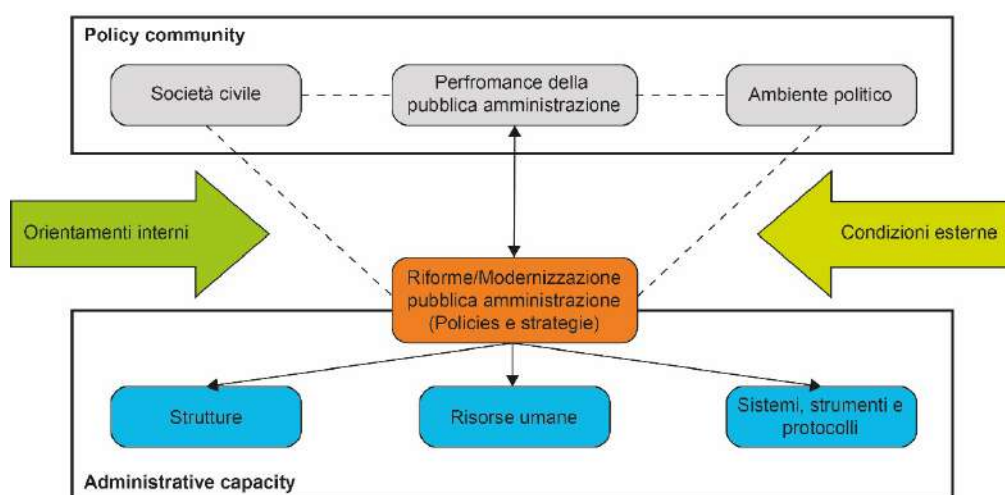 Policy community
Società civile
Perfromance della
pubblica amministrazione
Ambiente politico
Orientamenti interni
Condizioni esterne
Riforme/Modernizzazione
pubblica amministrazione
(Policies e strategie)
Strutture
Risorse umane
Sistemi, strumenti e
protocolli
Administrative capacity